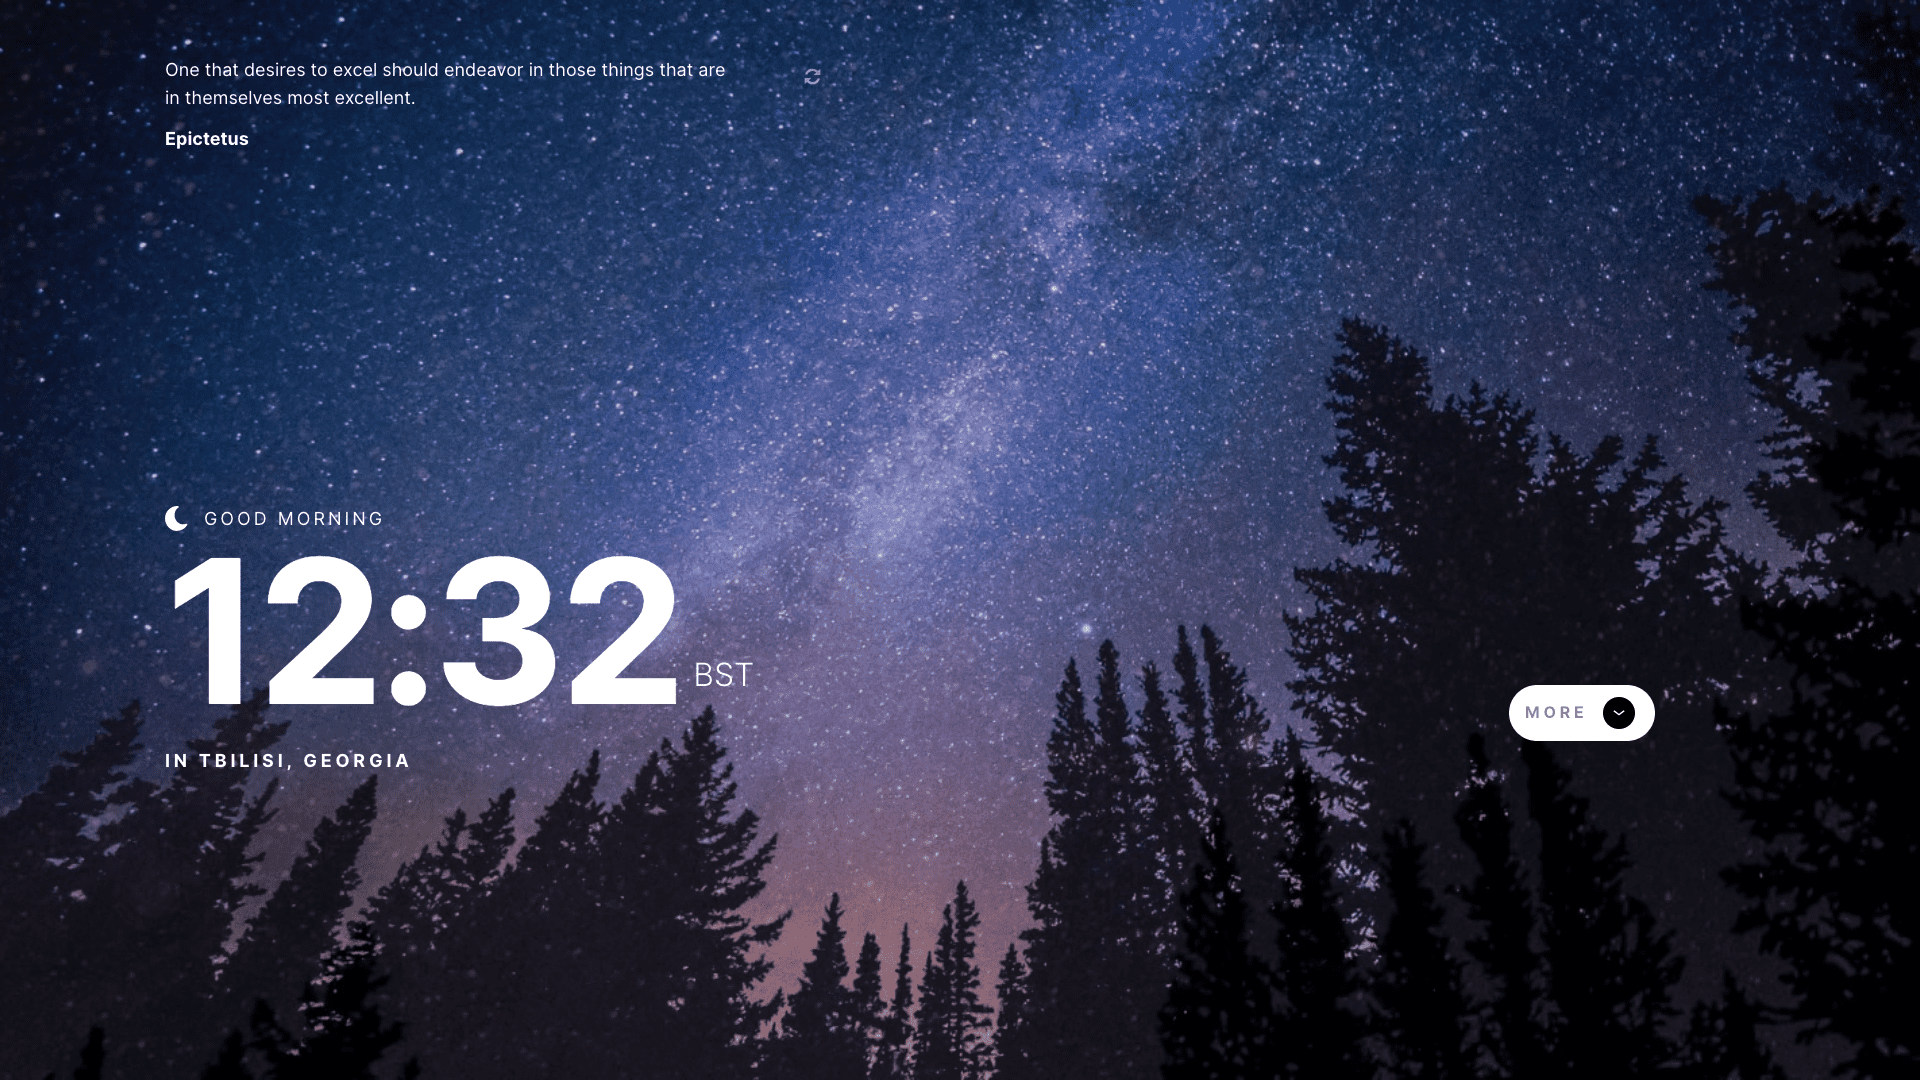 One that desires to excel should endeavor in those things that are
in themselves most excellent.
Epictetus
GOOD MORNING
12:32 BST
IN TBILISI, GEORGIA
MORE